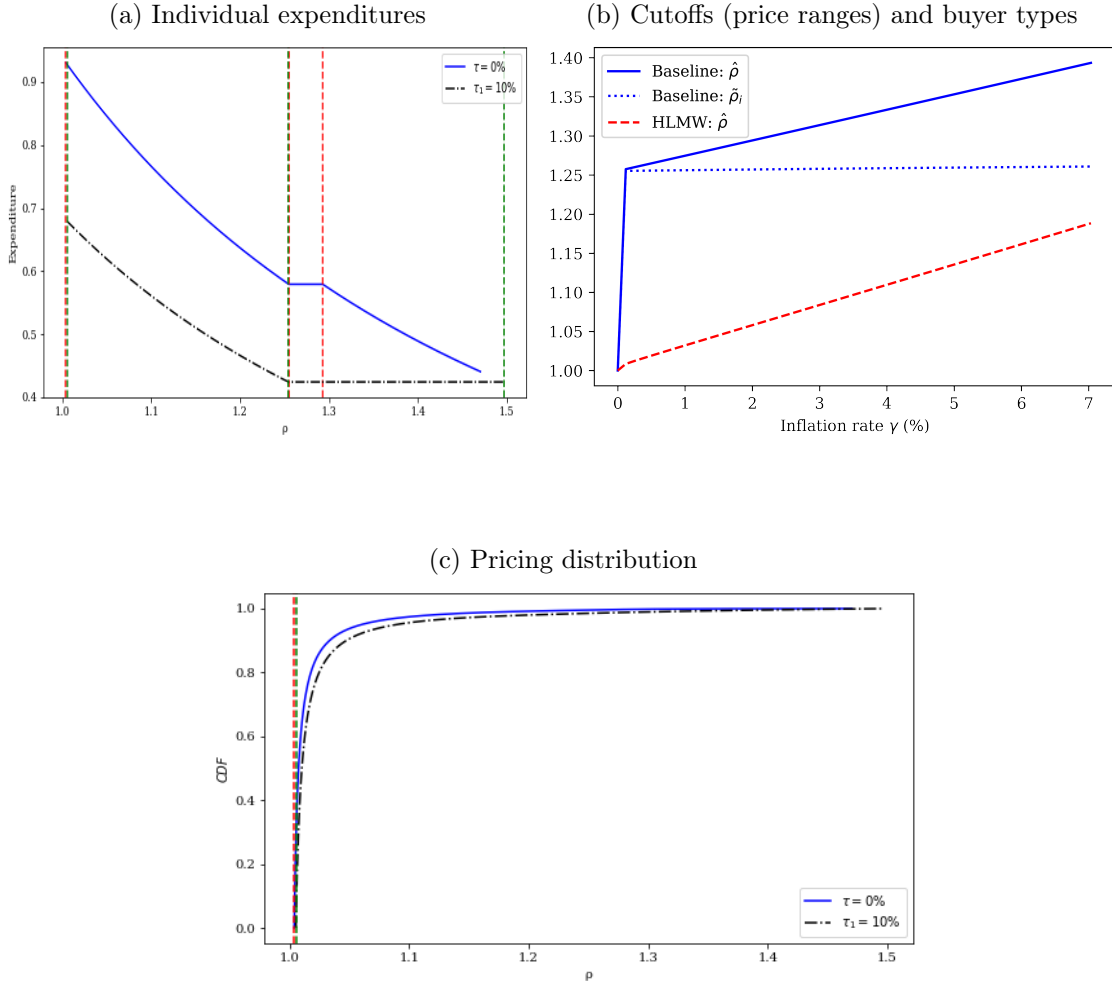 (a) Individual expenditures
τ = 0%
τ₁ = 10%
Expenditure
0.9
0.8
0.7
0.6
0.5
0.4
1.0 1.1 1.2 1.3 1.4 1.5
ρ
(b) Cutoffs (price ranges) and buyer types
Baseline: ρ̂
Baseline: ρ̃ᵢ
HLMW: ρ̂
1.40
1.35
1.30
1.25
1.20
1.15
1.10
1.05
1.00
0 1 2 3 4 5 6 7
Inflation rate γ (%)
(c) Pricing distribution
CDF
1.0
0.8
0.6
0.4
0.2
0.0
τ = 0%
τ₁ = 10%
1.0 1.1 1.2 1.3 1.4 1.5
ρ